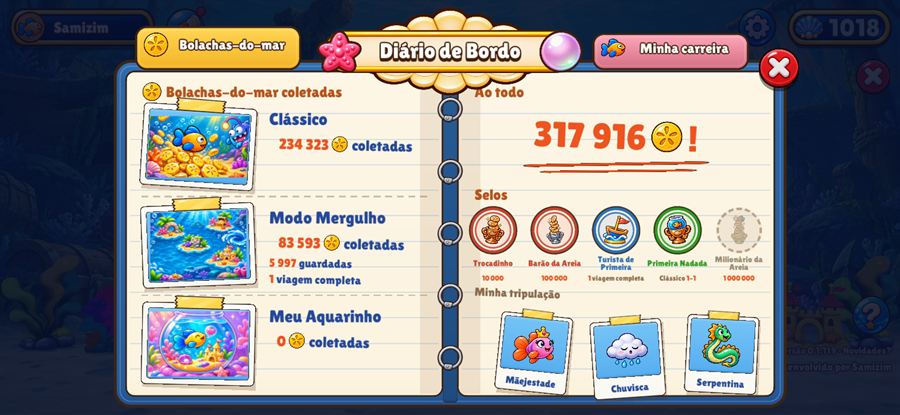 Samizim
Bolachas-do-mar
Diário de Bordo
Minha carreira
1018
Bolachas-do-mar coletadas
Clássico
234 323 coletadas
Modo Mergulho
83 593 coletadas
5 997 guardadas
1 viagem completa
Meu Aquarinho
0 coletadas
Ao todo
317 916 !
Selos
Trocadinho
10 000
Barão da Areia
100 000
Turista de
Primeira
1 viagem completa
Primeira Nadada
Clássico 1-1
Milionário da
Areia
1 000 000
Minha tripulação
Mãejestade
Chuvisca
Serpentina
?
Novidades?
envolvido por Samizim